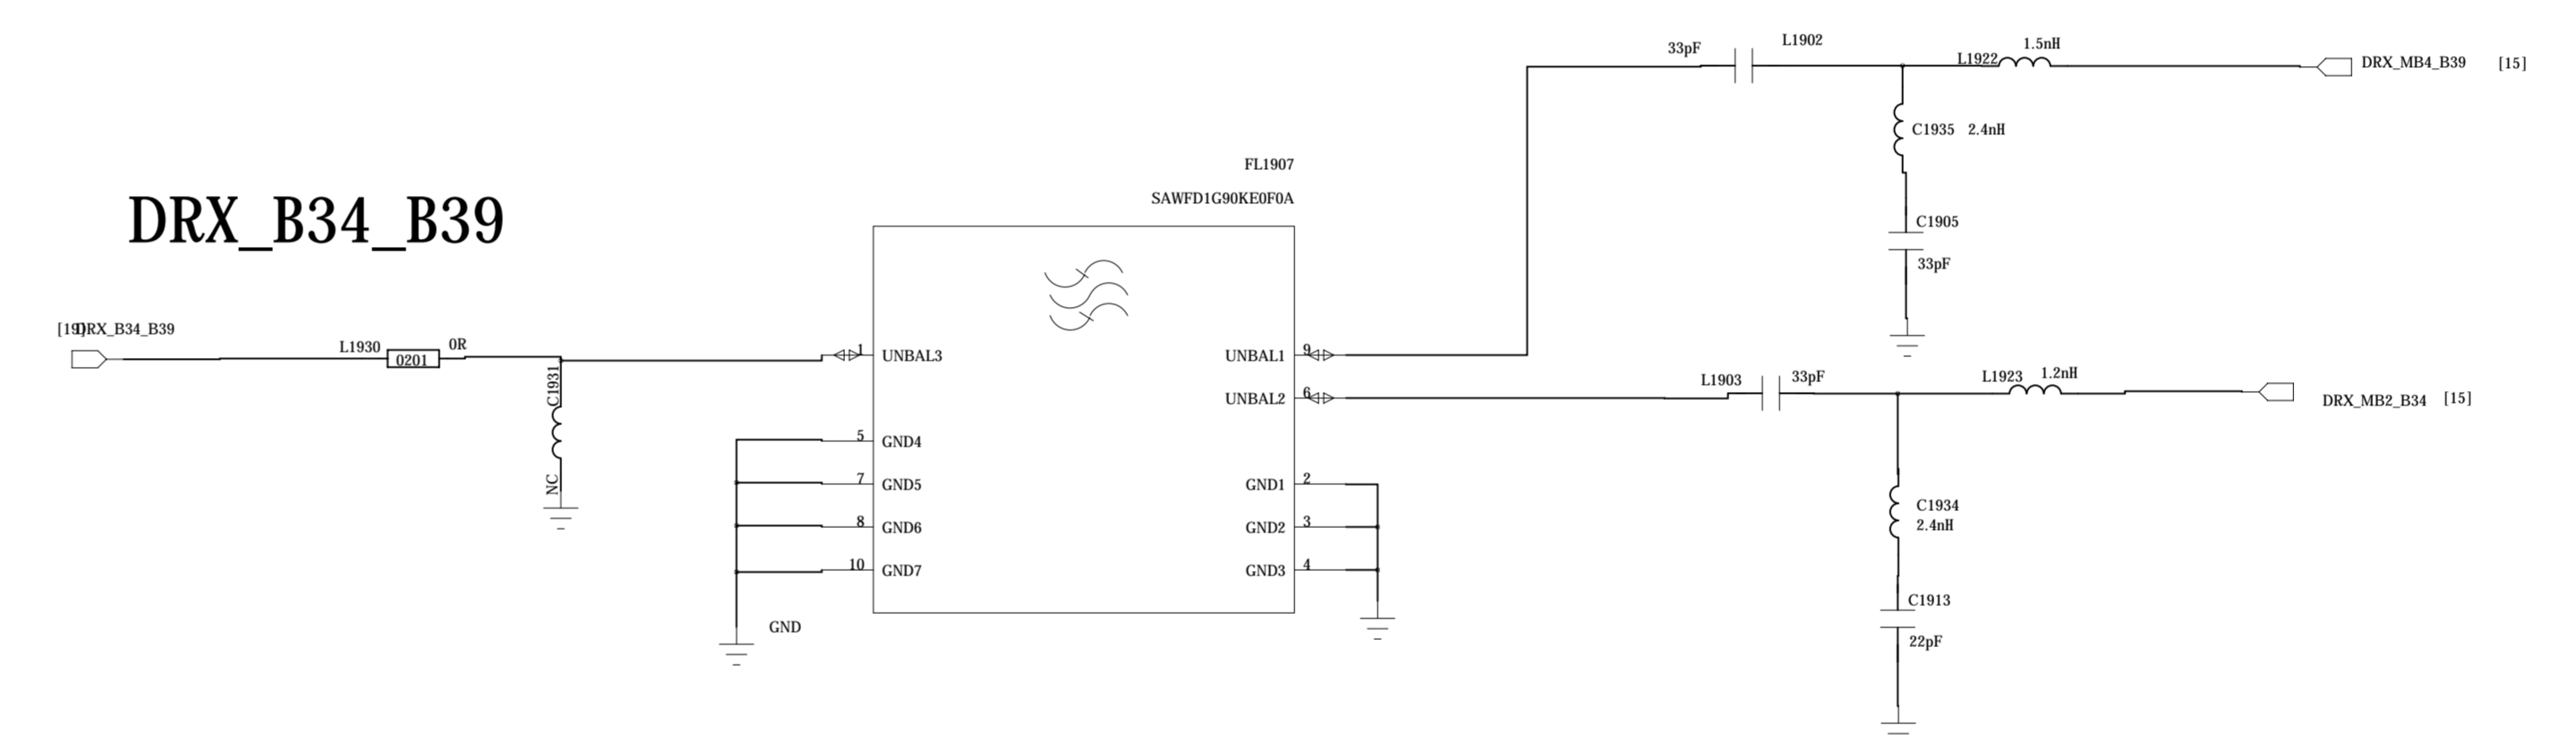 33pF
L1902
1.5nH
L1922
DRX_MB4_B39 [15]
C1935 2.4nH
FL1907
SAWFD1G90KE0F0A
DRX_B34_B39
C1905
33pF
[19]DRX_B34_B39
L1930
0201
0R
C1931
NC
1 UNBAL3
UNBAL1 9
UNBAL2 6
L1903
33pF
L1923
1.2nH
DRX_MB2_B34 [15]
5 GND4
7 GND5
8 GND6
10 GND7
GND1 2
GND2 3
GND3 4
C1934
2.4nH
C1913
22pF
GND